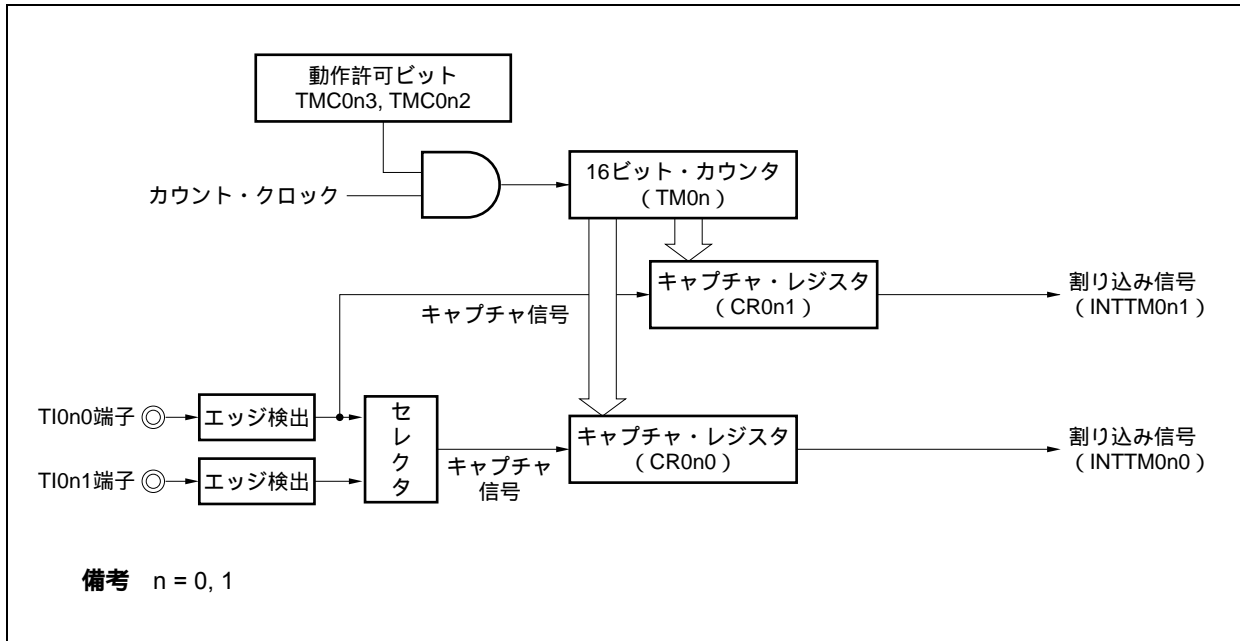 動作許可ビット
TMC0n3, TMC0n2
カウント・クロック
16ビット・カウンタ
(TM0n)
キャプチャ・レジスタ
(CR0n1)
割り込み信号
(INTTM0n1)
キャプチャ信号
TI0n0端子
エッジ検出
セレクタ
キャプチャ・レジスタ
(CR0n0)
割り込み信号
(INTTM0n0)
キャプチャ
信号
TI0n1端子
エッジ検出
備考 n = 0, 1